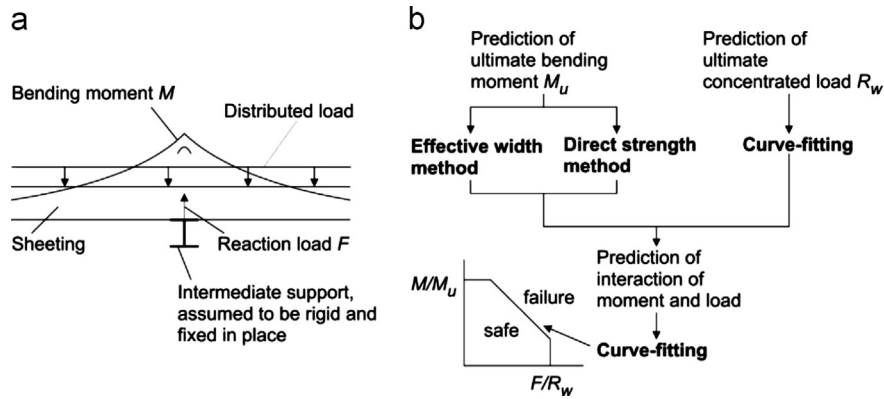 a
Bending moment M
Distributed load
Sheeting
Reaction load F
Intermediate support,
assumed to be rigid and
fixed in place
b
Prediction of
ultimate bending
moment Mu
Prediction of
ultimate
concentrated load Rw
Effective width
method
Direct strength
method
Curve-fitting
Prediction of
interaction of
moment and load
Curve-fitting
M/Mu
failure
safe
F/Rw